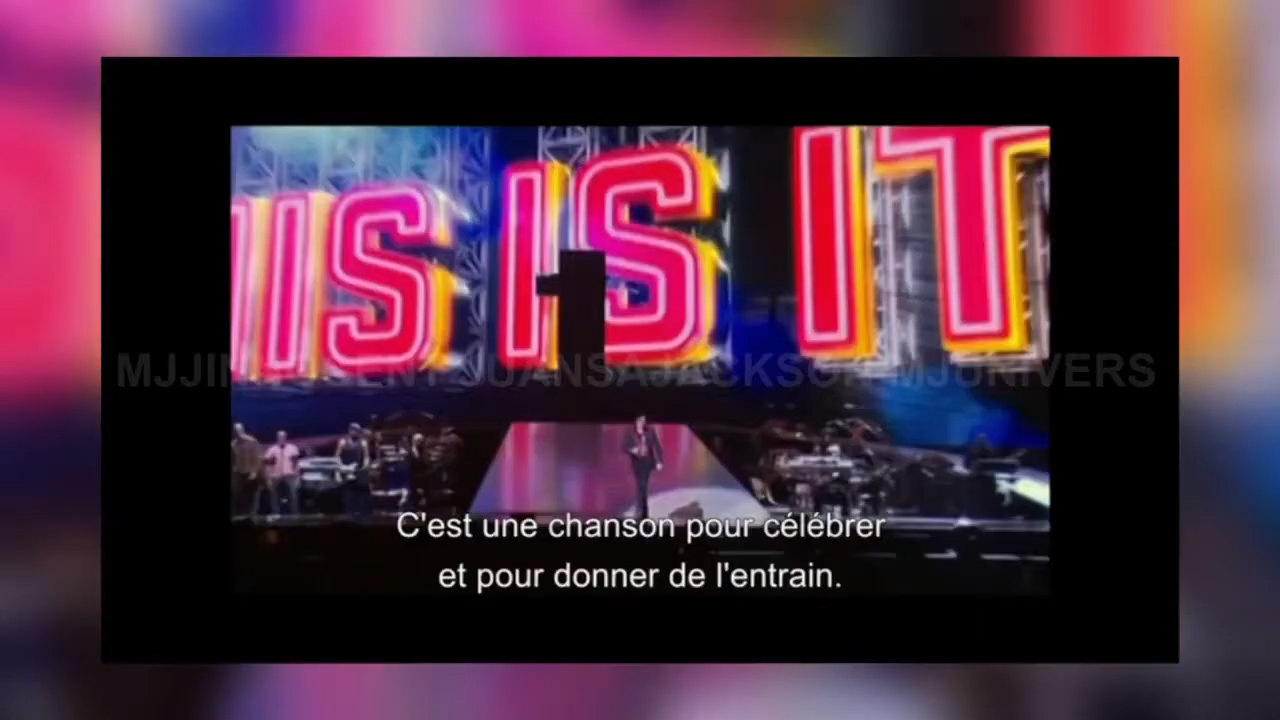 IS IS IT
C'est une chanson pour célébrer
et pour donner de l'entrain.